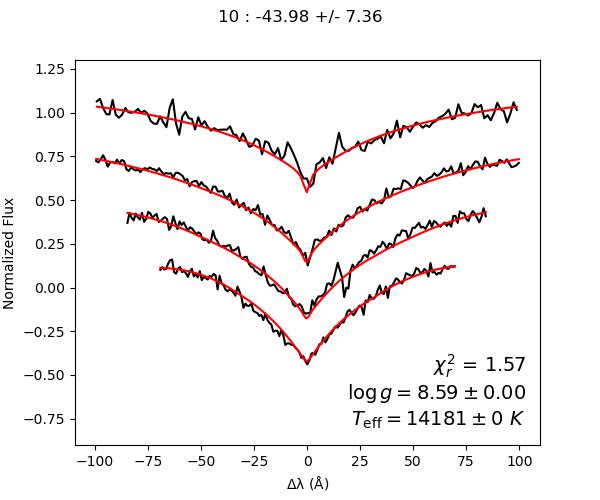 10 : -43.98 +/- 7.36
1.25
1.00
0.75
0.50
0.25
0.00
−0.25
−0.50
−0.75
Normalized Flux
χ²ᵣ = 1.57
log g = 8.59 ± 0.00
T_eff = 14181 ± 0 K
−100 −75 −50 −25 0 25 50 75 100
Δλ (Å)